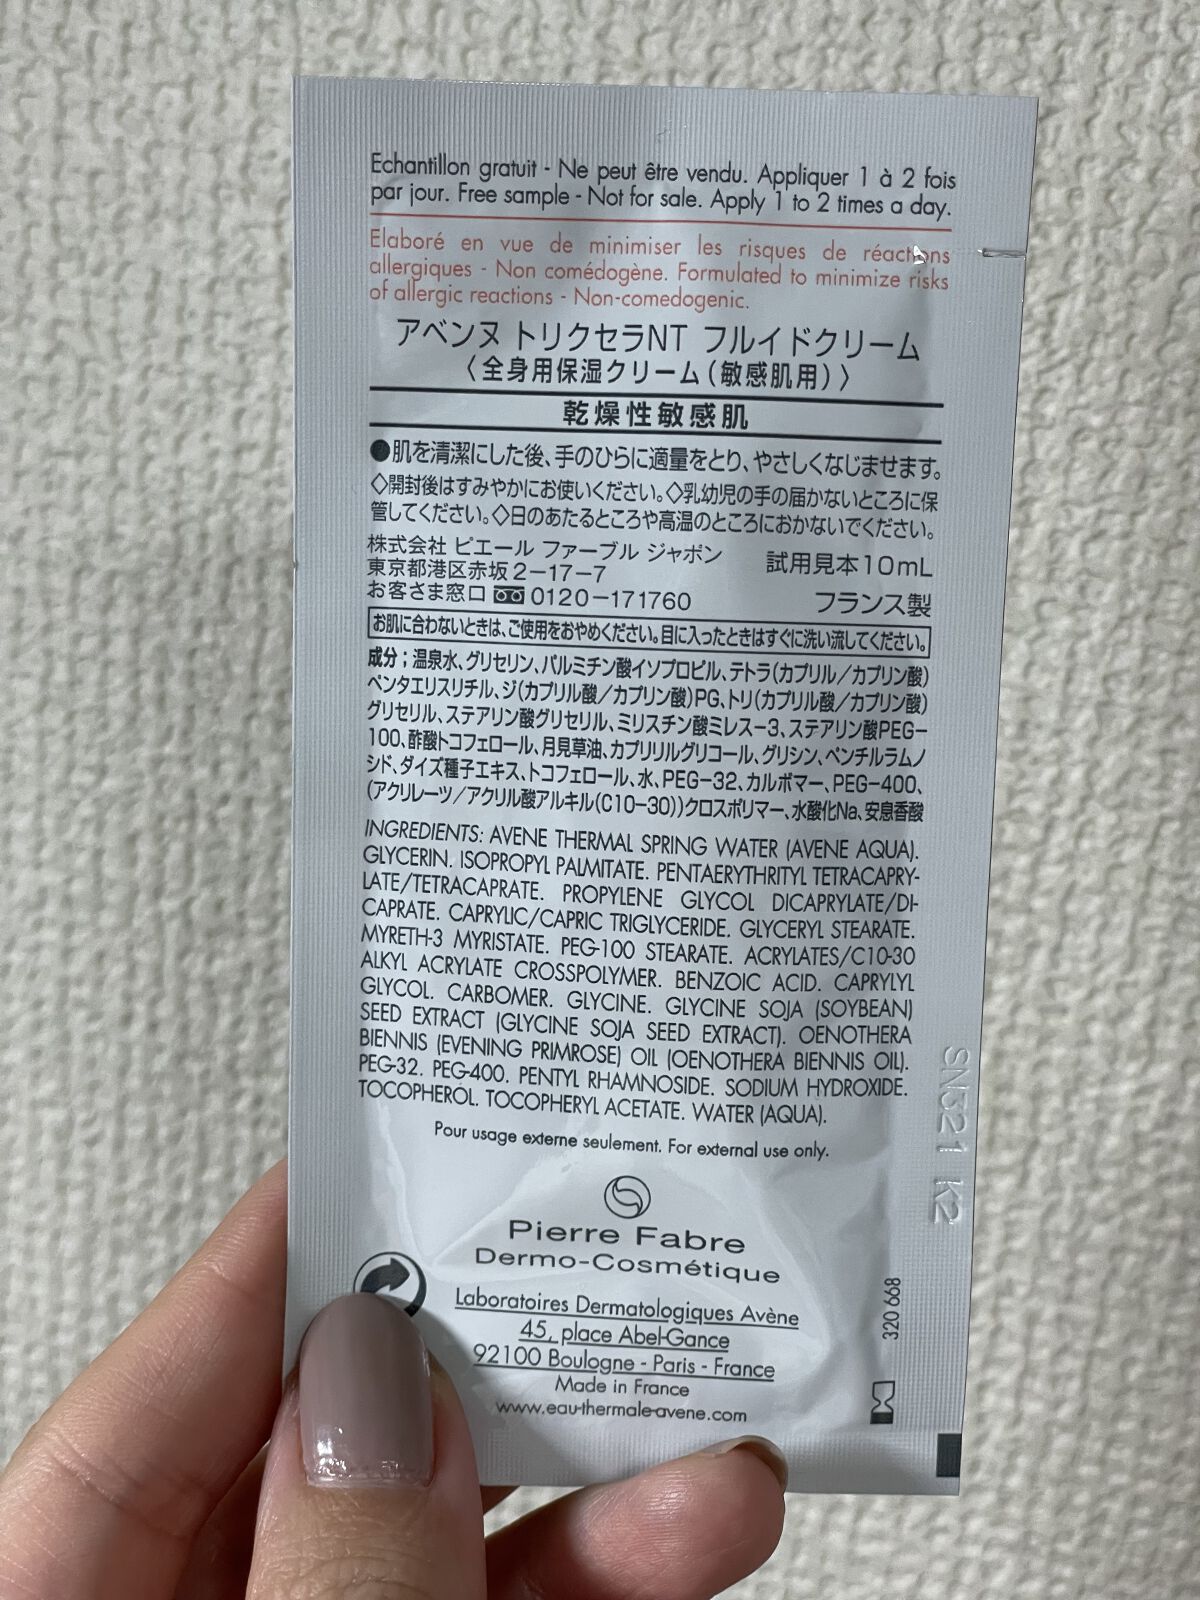 Echantillon gratuit - Ne peut être vendu. Appliquer 1 à 2 fois
par jour. Free sample - Not for sale. Apply 1 to 2 times a day.
Elaboré en vue de minimiser les risques de réactions
allergiques - Non comédogène. Formulated to minimize risks
of allergic reactions - Non-comedogenic.
アベンヌ トリクセラNT フルイドクリーム
〈全身用保湿クリーム(敏感肌用)〉
乾燥性敏感肌
●肌を清潔にした後、手のひらに適量をとり、やさしくなじませます。
◇開封後はすみやかにお使いください。◇乳幼児の手の届かないところに保
管してください。◇日のあたるところや高温のところにおかないでください。
株式会社 ピエール ファーブル ジャポン 試用見本10mL
東京都港区赤坂2-17-7
お客さま窓口 0120-171760 フランス製
お肌に合わないときは、ご使用をおやめください。目に入ったときはすぐに洗い流してください。
成分;温泉水、グリセリン、パルミチン酸イソプロピル、テトラ(カプリル/カプリン酸)
ペンタエリスリチル、ジ(カプリル酸/カプリン酸)PG、トリ(カプリル酸/カプリン酸)
グリセリル、ステアリン酸グリセリル、ミリスチン酸ミレス-3、ステアリン酸PEG-
100、酢酸トコフェロール、月見草油、カプリリルグリコール、グリシン、ペンチルラムノ
シド、ダイズ種子エキス、トコフェロール、水、PEG-32、カルボマー、PEG-400、
(アクリレーツ/アクリル酸アルキル(C10-30))クロスポリマー、水酸化Na、安息香酸
INGREDIENTS: AVENE THERMAL SPRING WATER (AVENE AQUA).
GLYCERIN. ISOPROPYL PALMITATE. PENTAERYTHRITYL TETRACAPRY-
LATE/TETRACAPRATE. PROPYLENE GLYCOL DICAPRYLATE/DI-
CAPRATE. CAPRYLIC/CAPRIC TRIGLYCERIDE. GLYCERYL STEARATE.
MYRETH-3 MYRISTATE. PEG-100 STEARATE. ACRYLATES/C10-30
ALKYL ACRYLATE CROSSPOLYMER. BENZOIC ACID. CAPRYLYL
GLYCOL. CARBOMER. GLYCINE. GLYCINE SOJA (SOYBEAN)
SEED EXTRACT (GLYCINE SOJA SEED EXTRACT). OENOTHERA
BIENNIS (EVENING PRIMROSE) OIL (OENOTHERA BIENNIS OIL).
PEG-32. PEG-400. PENTYL RHAMNOSIDE. SODIUM HYDROXIDE.
TOCOPHEROL. TOCOPHERYL ACETATE. WATER (AQUA).
Pour usage externe seulement. For external use only.
Pierre Fabre
Dermo-Cosmétique
Laboratoires Dermatologiques Avène
45, place Abel-Gance
92100 Boulogne - Paris - France
Made in France
www.eau-thermale-avene.com
320 668
SN321 K2